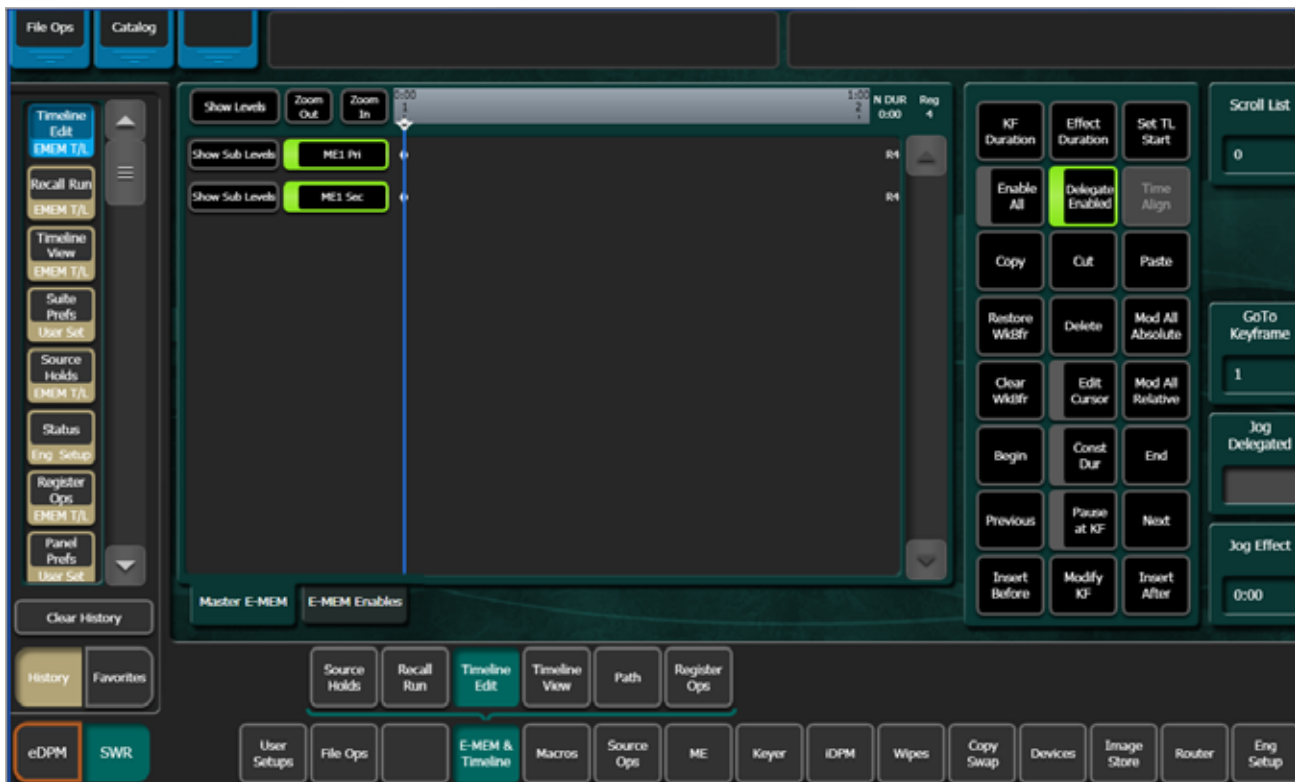 File Ops
Catalog
Timeline
Edit
EMEM T/L
Recall Run
EMEM T/L
Timeline
View
EMEM T/L
Suite
Prefs
User Set
Source
Holds
EMEM T/L
Status
Eng Setup
Register
Ops
EMEM T/L
Panel
Prefs
User Set
Clear History
History
Favorites
eDPM
SWR
Show Levels
Zoom
Out
Zoom
In
0:00
1
1:00
2
N DUR
0:00
Reg
4
Show Sub Levels
ME1 Pri
R4
Show Sub Levels
ME1 Sec
R4
Master E-MEM
E-MEM Enables
KF
Duration
Effect
Duration
Set TL
Start
Enable
All
Delegate
Enabled
Time
Align
Copy
Cut
Paste
Restore
WkBfr
Delete
Mod All
Absolute
Clear
WkBfr
Edit
Cursor
Mod All
Relative
Begin
Const
Dur
End
Previous
Pause
at KF
Next
Insert
Before
Modify
KF
Insert
After
Scroll List
0
GoTo
Keyframe
1
Jog
Delegated
Jog Effect
0:00
Source
Holds
Recall
Run
Timeline
Edit
Timeline
View
Path
Register
Ops
User
Setups
File Ops
E-MEM &
Timeline
Macros
Source
Ops
ME
Keyer
iDPM
Wipes
Copy
Swap
Devices
Image
Store
Router
Eng
Setup